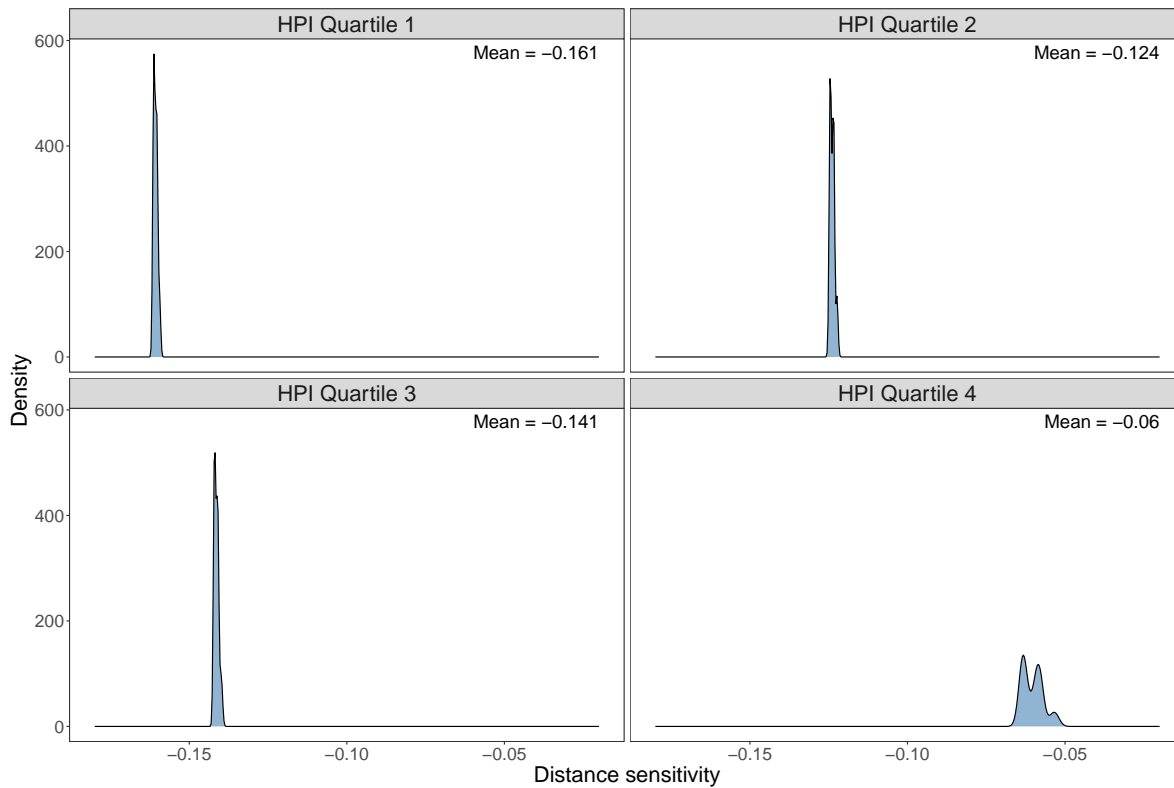 HPI Quartile 1
HPI Quartile 2
Mean = −0.161
Mean = −0.124
600
400
200
0
HPI Quartile 3
HPI Quartile 4
Mean = −0.141
Mean = −0.06
600
400
200
0
Density
−0.15
−0.10
−0.05
−0.15
−0.10
−0.05
Distance sensitivity